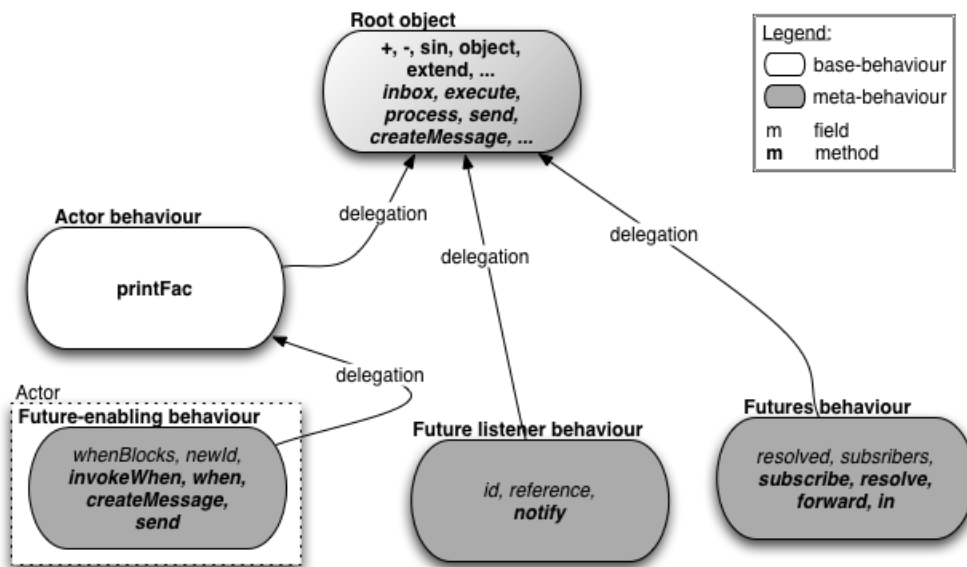 Root object
+, -, sin, object,
extend, ...
inbox, execute,
process, send,
createMessage, ...
Legend:
base-behaviour
meta-behaviour
m field
m method
delegation
Actor behaviour
delegation
delegation
printFac
delegation
Actor
Future-enabling behaviour
whenBlocks, newId,
invokeWhen, when,
createMessage,
send
Future listener behaviour
id, reference,
notify
Futures behaviour
resolved, subsribers,
subscribe, resolve,
forward, in